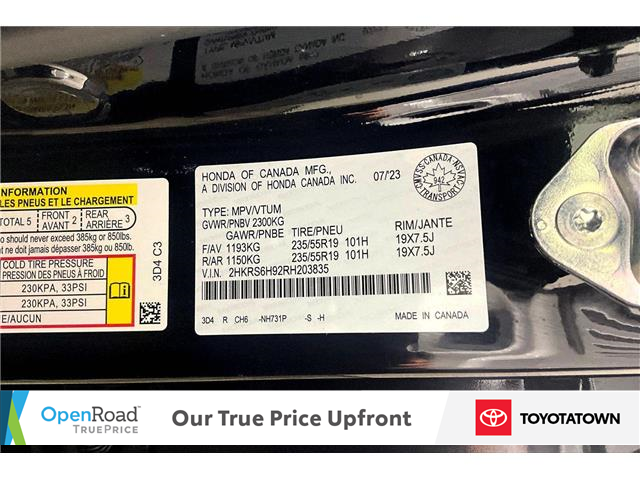 INFORMATION
LES PNEUS ET LE CHARGEMENT
TOTAL 5
FRONT
AVANT 2
REAR
ARRIÈRE 3
never exceed 385kg or 850lbs.
ne doit jamais dépasser 385kg ou 850lb.
COLD TIRE PRESSURE
PRESSION DES PNEUS À FROID
230KPA, 33PSI
230KPA, 33PSI
E/AUCUN
3D4 C3
HONDA OF CANADA MFG., 07/'23
A DIVISION OF HONDA CANADA INC.
CANADA
942
TRANSPORT
TYPE: MPV/VTUM
GVWR/PNBV 2300KG
GAWR/PNBE TIRE/PNEU RIM/JANTE
F/AV 1193KG 235/55R19 101H 19X7.5J
R/AR 1150KG 235/55R19 101H 19X7.5J
V.I.N. 2HKRS6H92RH203835
3D4 R CH6 -NH731P -S -H MADE IN CANADA
OpenRoad
TRUEPRICE
Our True Price Upfront
TOYOTATOWN